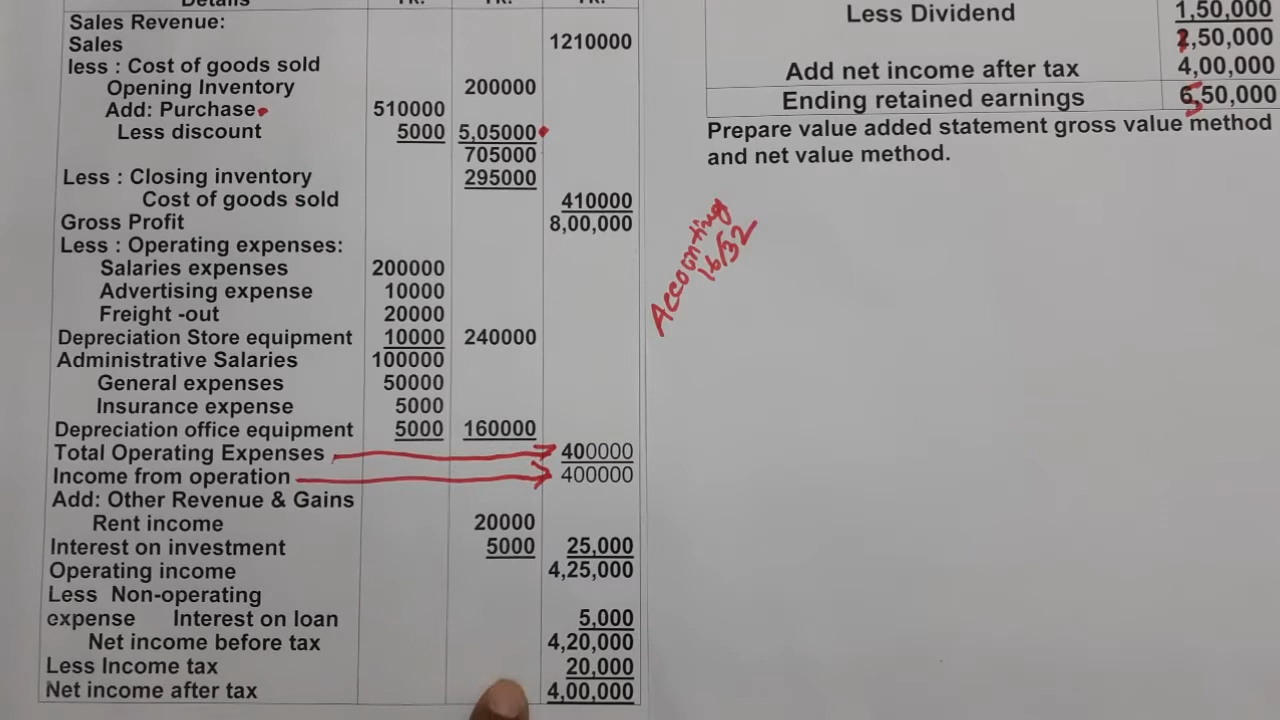 Details TK. TK. TK.
Sales Revenue:
Sales 1210000
less : Cost of goods sold
Opening Inventory 200000
Add: Purchase 510000
Less discount 5000 5,05000
705000
Less : Closing inventory 295000
Cost of goods sold 410000
Gross Profit 8,00,000
Less : Operating expenses:
Salaries expenses 200000
Advertising expense 10000
Freight -out 20000
Depreciation Store equipment 10000 240000
Administrative Salaries 100000
General expenses 50000
Insurance expense 5000
Depreciation office equipment 5000 160000
Total Operating Expenses 400000
Income from operation 400000
Add: Other Revenue & Gains
Rent income 20000
Interest on investment 5000 25,000
Operating income 4,25,000
Less Non-operating
expense Interest on loan 5,000
Net income before tax 4,20,000
Less Income tax 20,000
Net income after tax 4,00,000
Less Dividend 1,50,000
,50,000
Add net income after tax 4,00,000
Ending retained earnings ,50,000
Prepare value added statement gross value method
and net value method.
Accounting
16/32